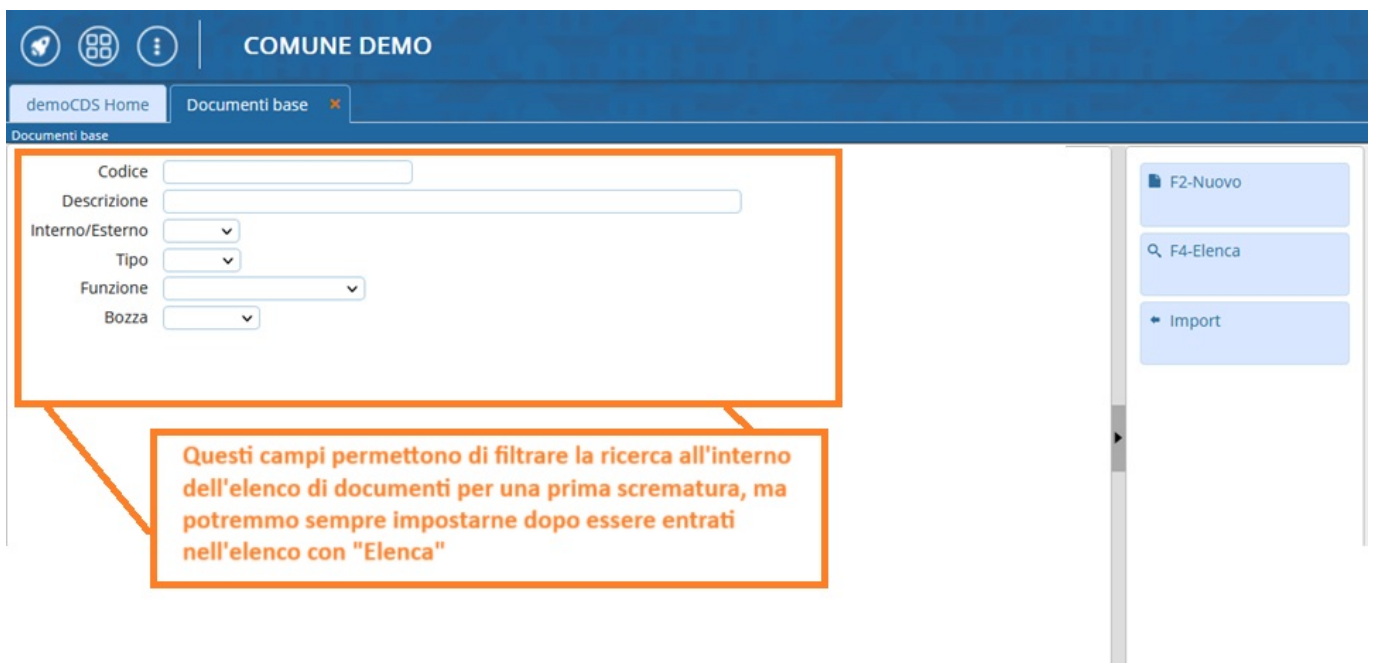 COMUNE DEMO
demoCDS Home
Documenti base
Documenti base
Codice
Descrizione
Interno/Esterno
Tipo
Funzione
Bozza
F2-Nuovo
F4-Elenca
Import
Questi campi permettono di filtrare la ricerca all'interno
dell'elenco di documenti per una prima scrematura, ma
potremmo sempre impostarne dopo essere entrati
nell'elenco con "Elenca"